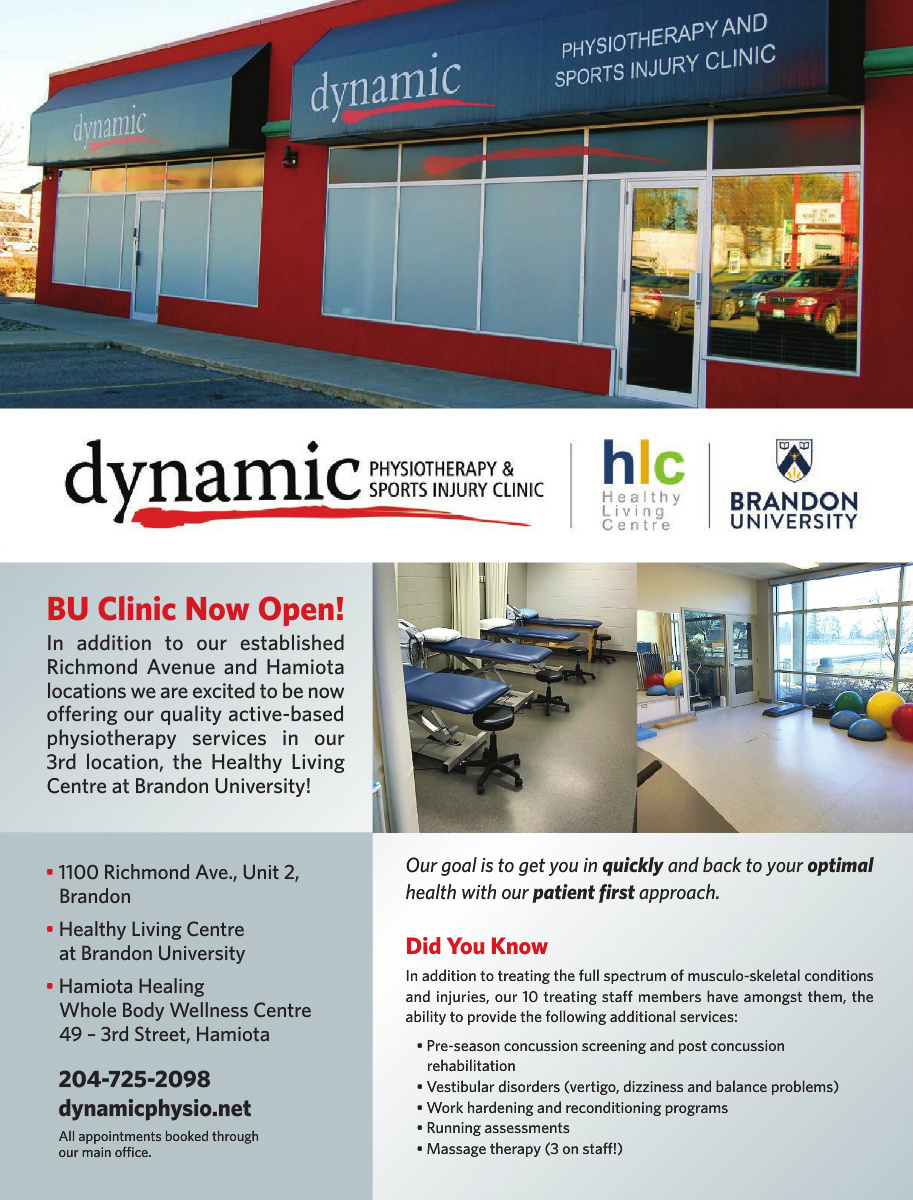 dynamic
dynamic
PHYSIOTHERAPY AND
SPORTS INJURY CLINIC
dynamic PHYSIOTHERAPY &
SPORTS INJURY CLINIC
hlc
Healthy
Living
Centre
BRANDON
UNIVERSITY
BU Clinic Now Open!
In addition to our established
Richmond Avenue and Hamiota
locations we are excited to be now
offering our quality active-based
physiotherapy services in our
3rd location, the Healthy Living
Centre at Brandon University!
• 1100 Richmond Ave., Unit 2,
Brandon
• Healthy Living Centre
at Brandon University
• Hamiota Healing
Whole Body Wellness Centre
49 – 3rd Street, Hamiota
204-725-2098
dynamicphysio.net
All appointments booked through
our main office.
Our goal is to get you in quickly and back to your optimal
health with our patient first approach.
Did You Know
In addition to treating the full spectrum of musculo-skeletal conditions
and injuries, our 10 treating staff members have amongst them, the
ability to provide the following additional services:
• Pre-season concussion screening and post concussion
rehabilitation
• Vestibular disorders (vertigo, dizziness and balance problems)
• Work hardening and reconditioning programs
• Running assessments
• Massage therapy (3 on staff!)